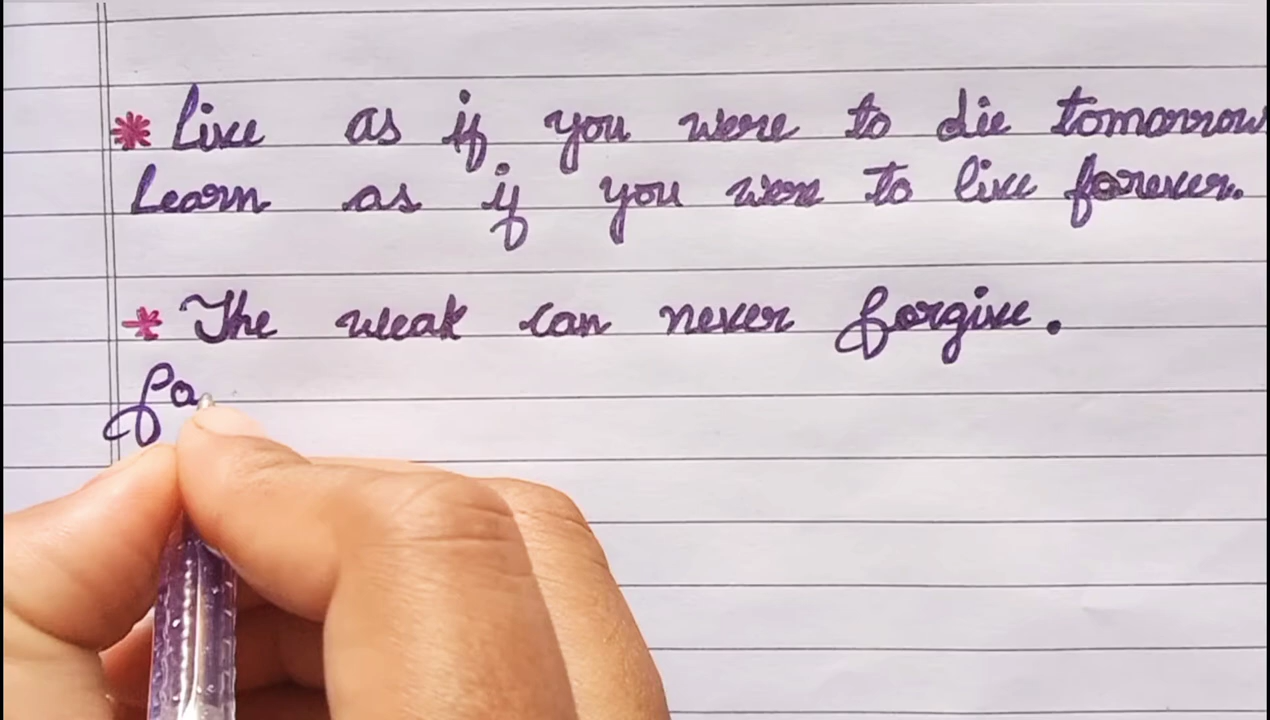 * Live as if you were to die tomorrow
Learn as if you were to live forever.
* The weak can never forgive.
fo